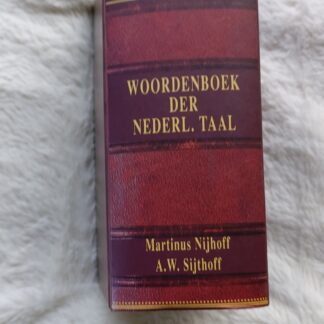 WOORDENBOEK
DER
NEDERL. TAAL
Martinus Nijhoff
A.W. Sijthoff